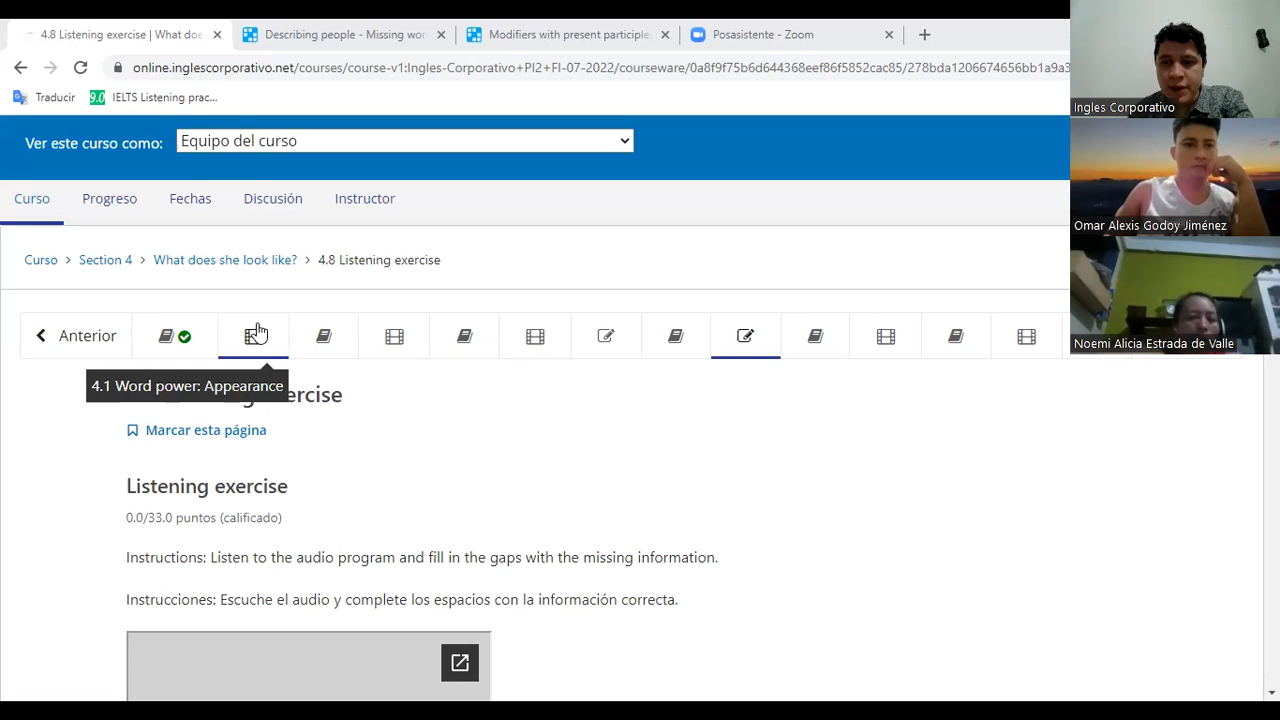 4.8 Listening exercise | What doe
Describing people - Missing wor
Modifiers with present participle
Posasistente - Zoom
online.inglescorporativo.net/courses/course-v1:Ingles-Corporativo+PI2+FI-07-2022/courseware/0a8f9f75b6d644368eef86f5852cac85/278bda1206674656bb1a9a3
Traducir
9.0 IELTS Listening prac...
Ver este curso como: Equipo del curso
Curso Progreso Fechas Discusión Instructor
Curso > Section 4 > What does she look like? > 4.8 Listening exercise
Anterior
4.1 Word power: Appearance
ercise
Marcar esta página
Listening exercise
0.0/33.0 puntos (calificado)
Instructions: Listen to the audio program and fill in the gaps with the missing information.
Instrucciones: Escuche el audio y complete los espacios con la información correcta.
Ingles Corporativo
Omar Alexis Godoy Jiménez
Noemi Alicia Estrada de Valle